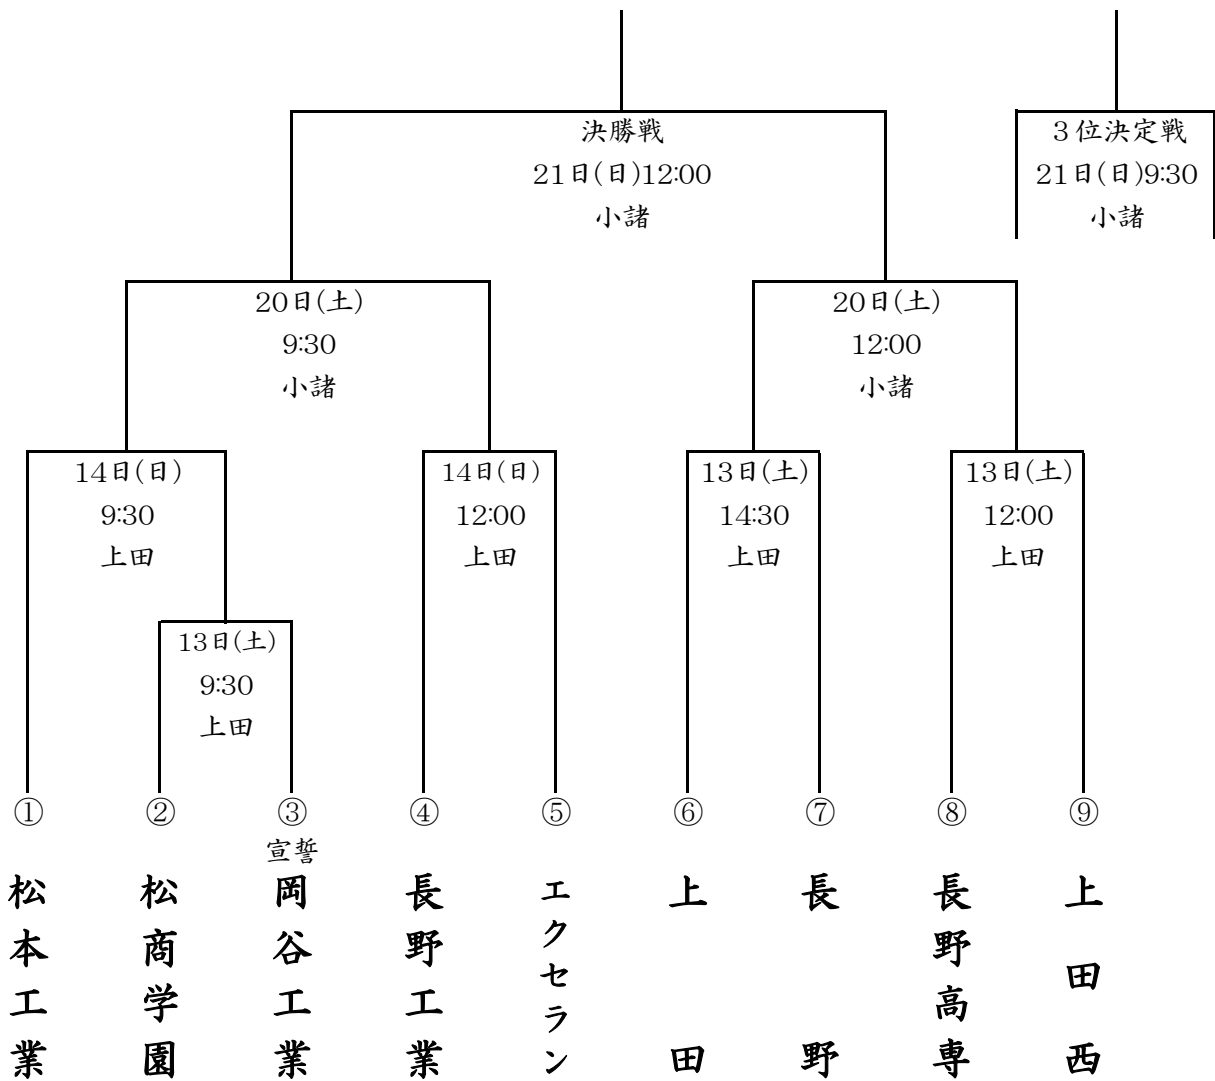 決勝戦
21日(日)12:00
小諸
3位決定戦
21日(日)9:30
小諸
20日(土)
9:30
小諸
20日(土)
12:00
小諸
14日(日)
9:30
上田
14日(日)
12:00
上田
13日(土)
14:30
上田
13日(土)
12:00
上田
13日(土)
9:30
上田
①
松本工業
②
松商学園
③
宣誓
岡谷工業
④
長野工業
⑤
エクセラン
⑥
上田
⑦
長野
⑧
長野高専
⑨
上田西